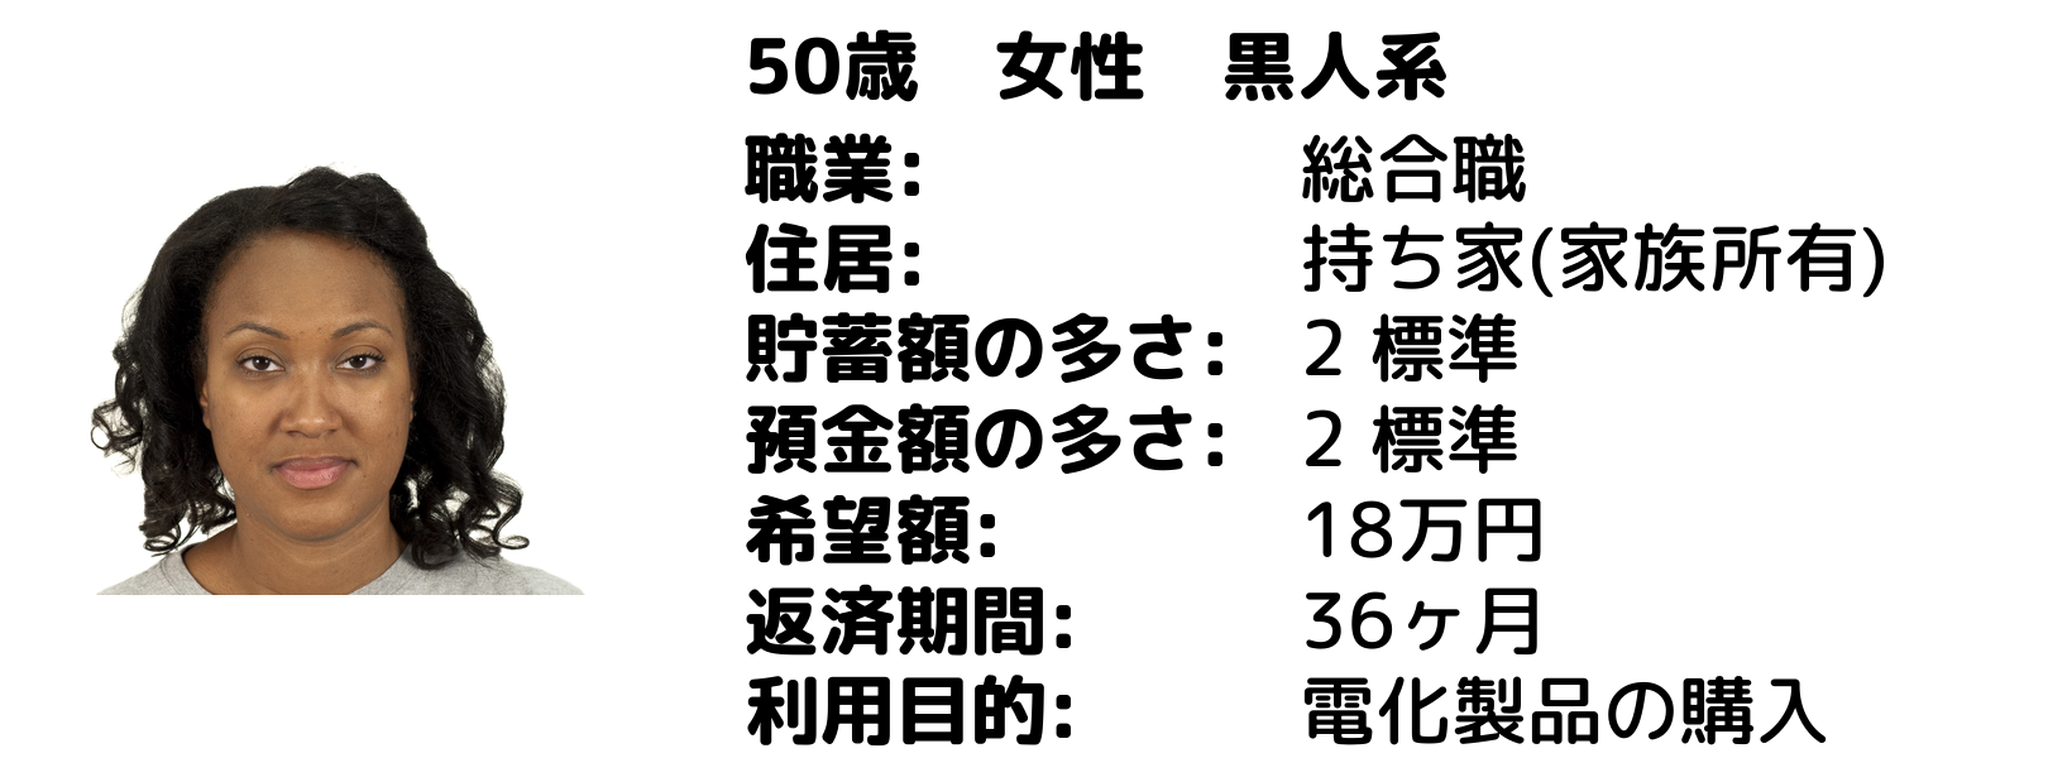 50歳　女性　黒人系
職業: 総合職
住居: 持ち家(家族所有)
貯蓄額の多さ: 2 標準
預金額の多さ: 2 標準
希望額: 18万円
返済期間: 36ヶ月
利用目的: 電化製品の購入